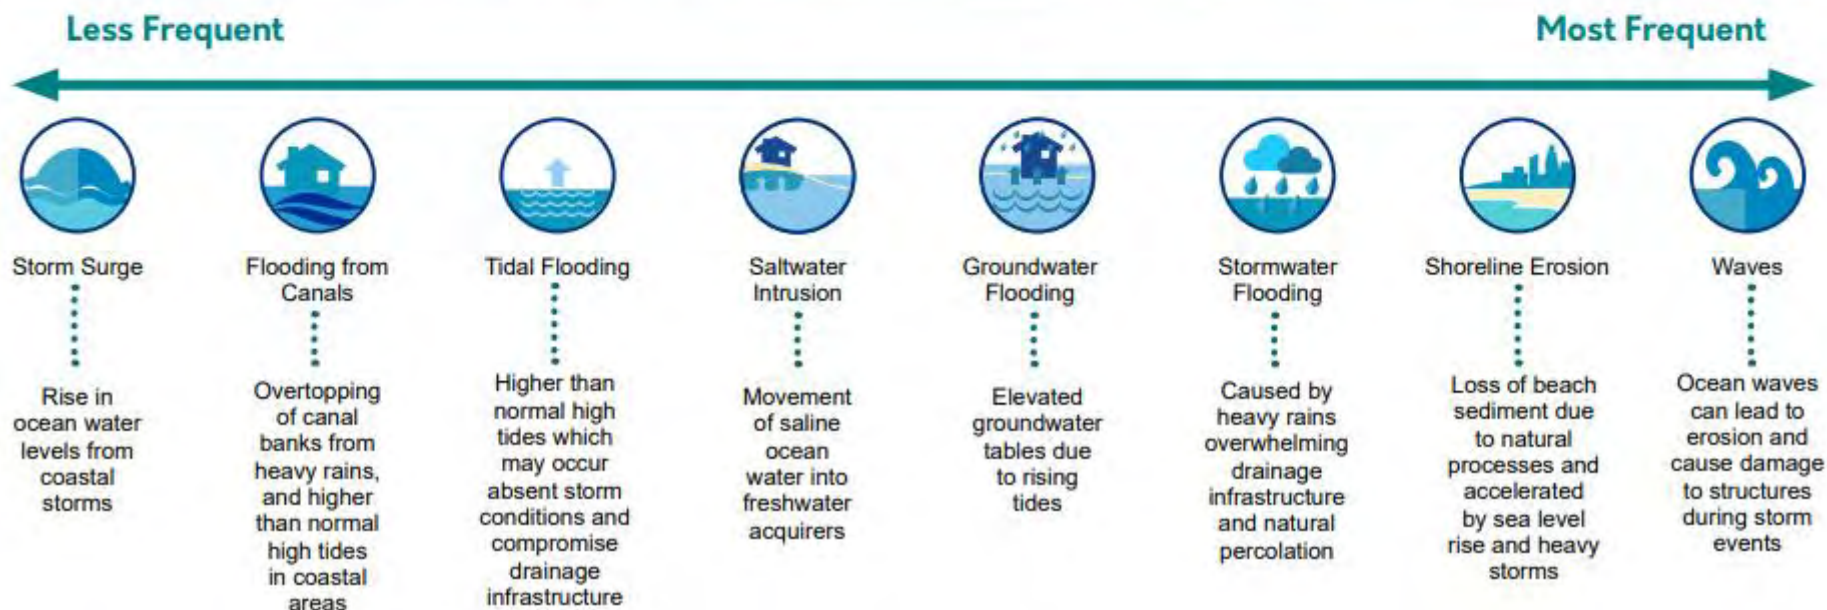 Less Frequent
Most Frequent
Storm Surge
Rise in
ocean water
levels from
coastal
storms
Flooding from
Canals
Overtopping
of canal
banks from
heavy rains,
and higher
than normal
high tides
in coastal
areas
Tidal Flooding
Higher than
normal high
tides which
may occur
absent storm
conditions and
compromise
drainage
infrastructure
Saltwater
Intrusion
Movement
of saline
ocean
water into
freshwater
acquirers
Groundwater
Flooding
Elevated
groundwater
tables due
to rising
tides
Stormwater
Flooding
Caused by
heavy rains
overwhelming
drainage
infrastructure
and natural
percolation
Shoreline Erosion
Loss of beach
sediment due
to natural
processes and
accelerated
by sea level
rise and heavy
storms
Waves
Ocean waves
can lead to
erosion and
cause damage
to structures
during storm
events